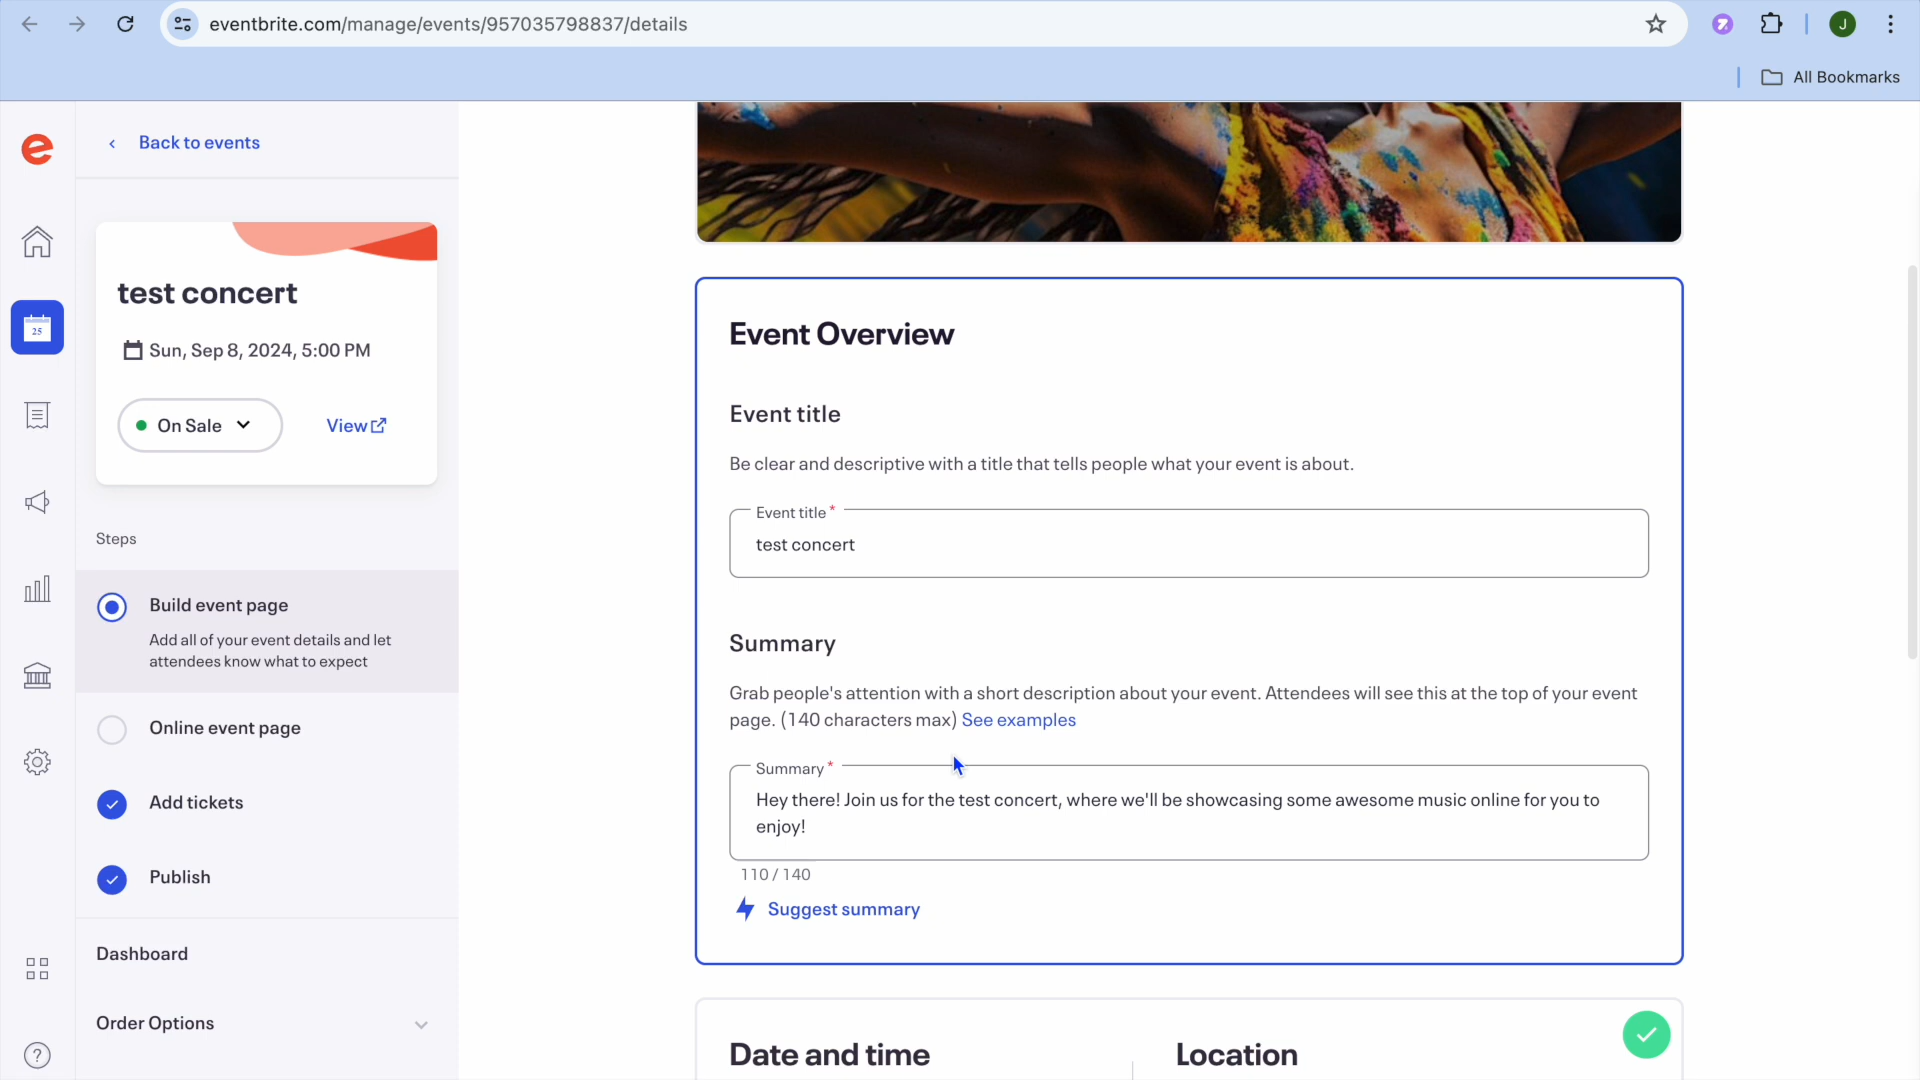 eventbrite.com/manage/events/957035798837/details
J
All Bookmarks
e
Back to events
test concert
Sun, Sep 8, 2024, 5:00 PM
On Sale
View
25
Steps
Build event page
Add all of your event details and let
attendees know what to expect
Online event page
Add tickets
Publish
Dashboard
Order Options
?
Event Overview
Event title
Be clear and descriptive with a title that tells people what your event is about.
Event title *
test concert
Summary
Grab people's attention with a short description about your event. Attendees will see this at the top of your event
page. (140 characters max) See examples
Summary *
Hey there! Join us for the test concert, where we'll be showcasing some awesome music online for you to
enjoy!
110 / 140
Suggest summary
Date and time
Location